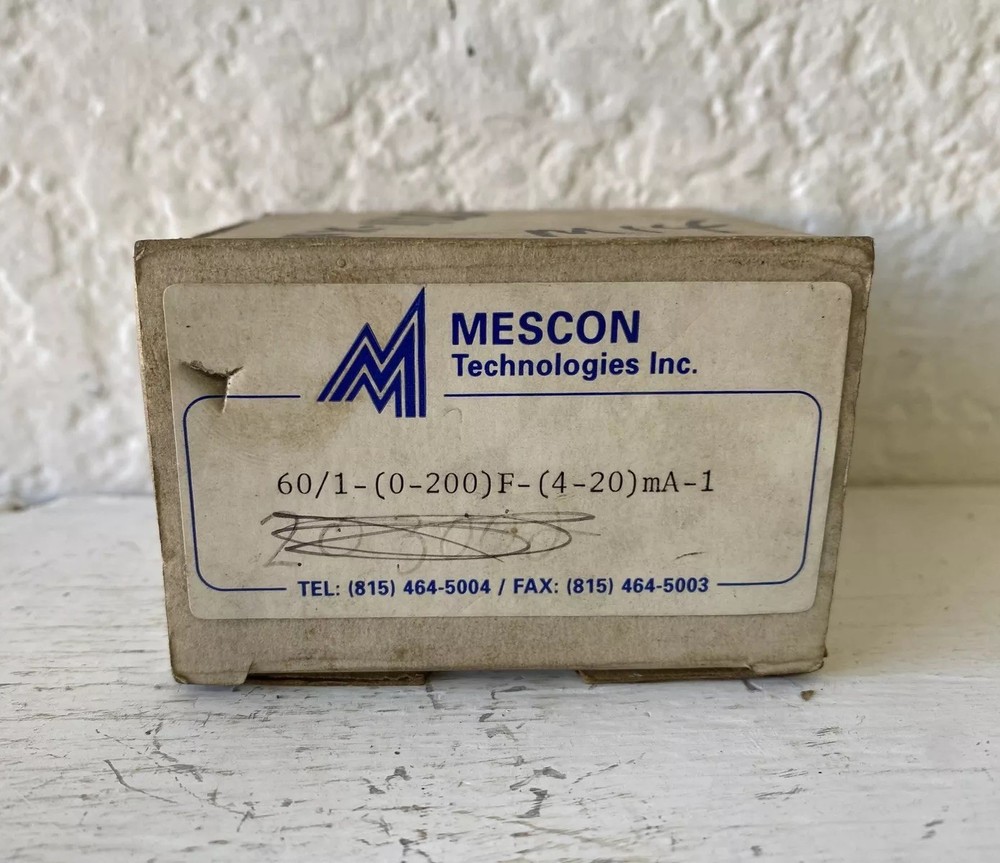 MESCON
Technologies Inc.
60/1-(0-200)F-(4-20)mA-1
TEL: (815) 464-5004 / FAX: (815) 464-5003